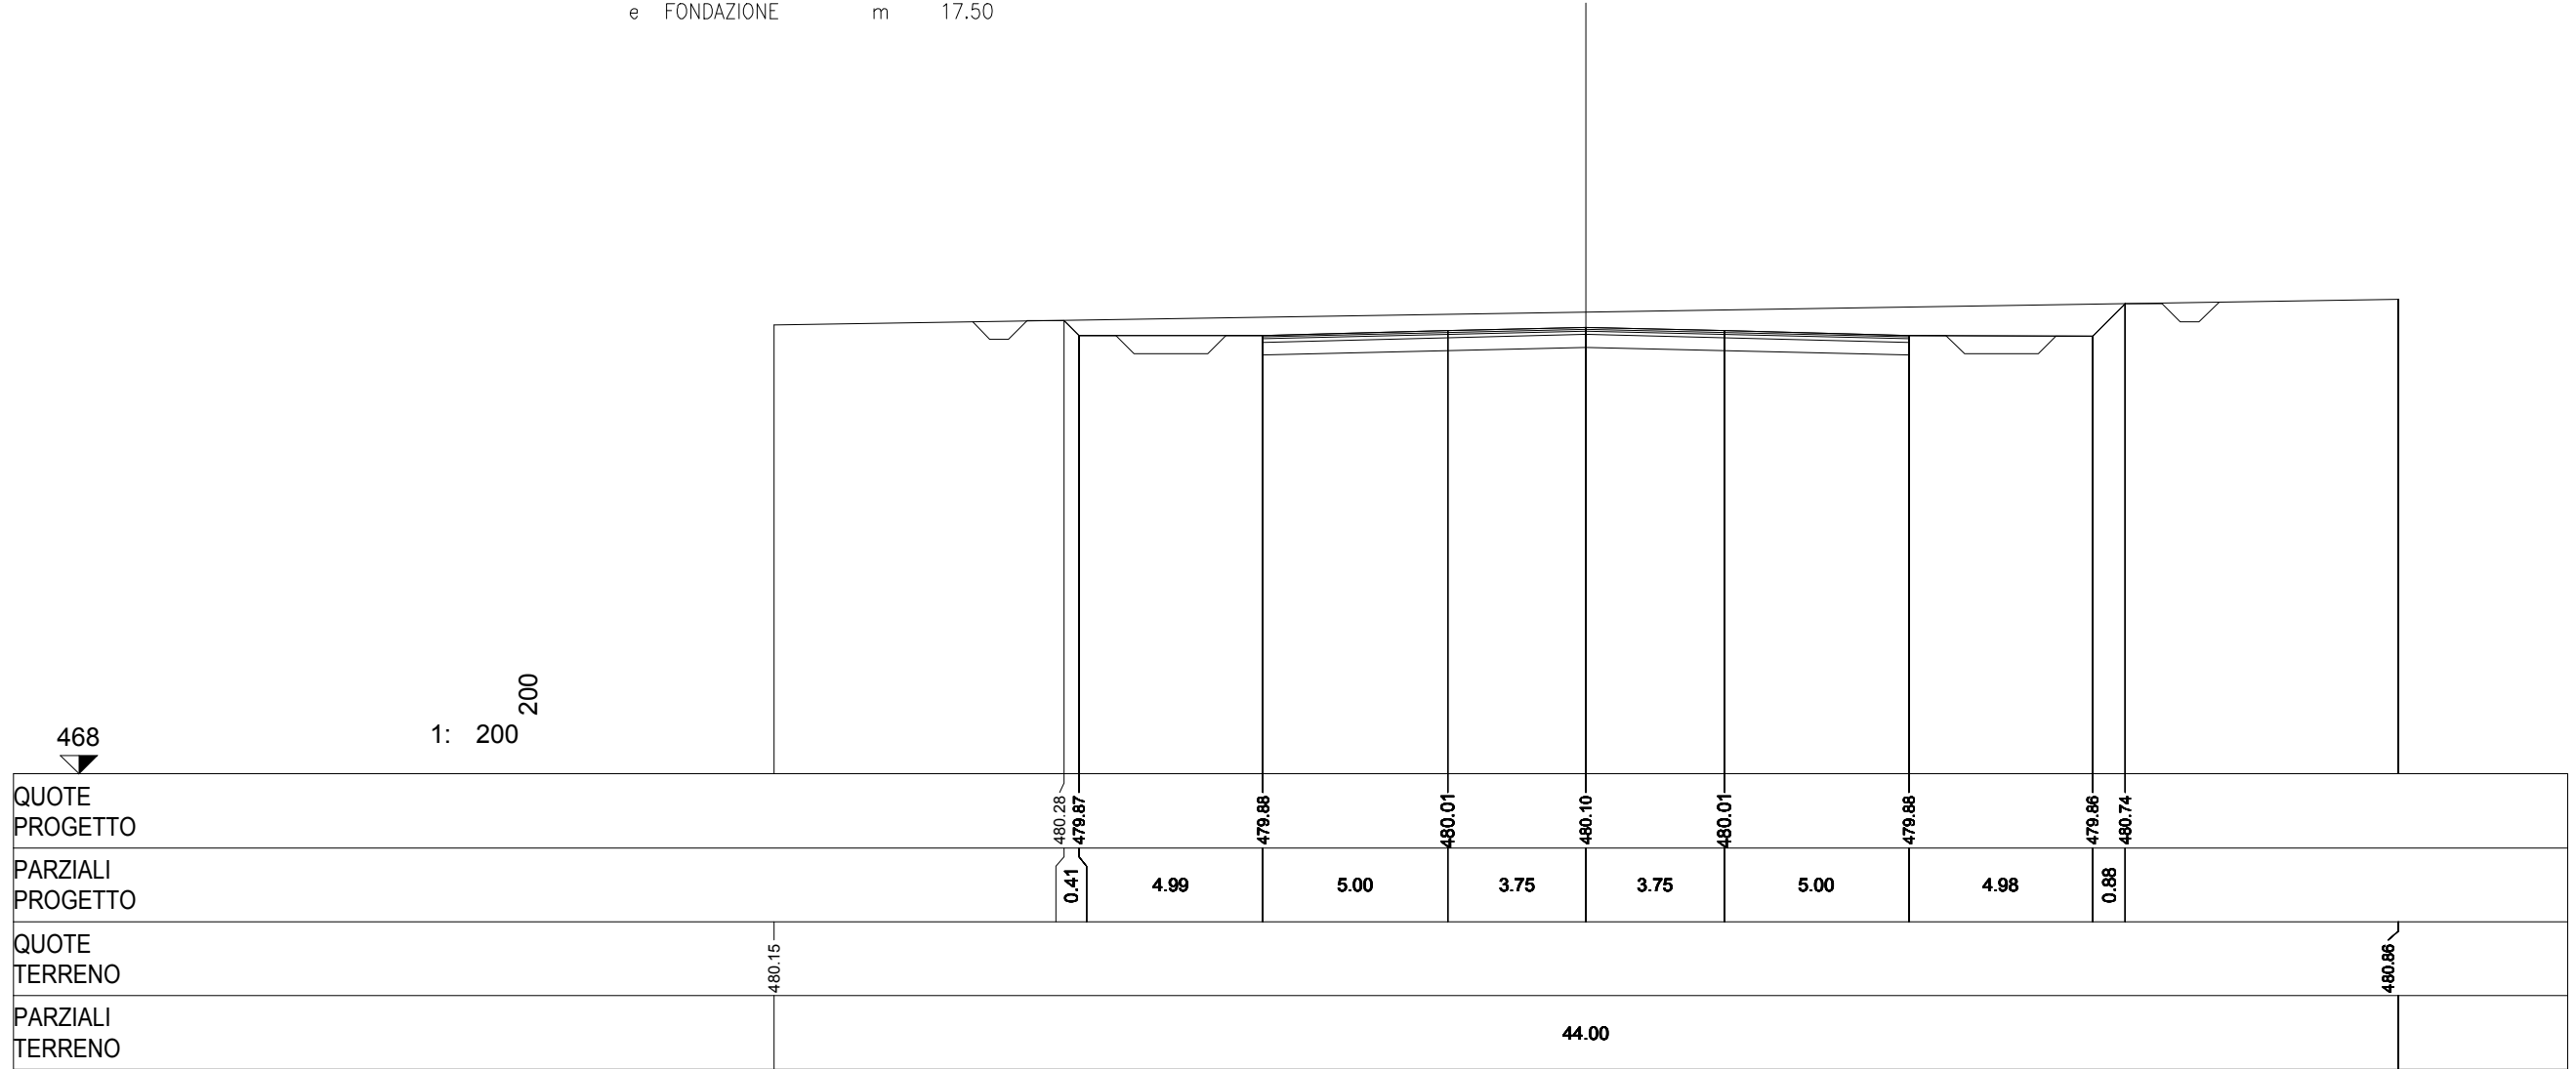 e FONDAZIONE m 17.50
200
1: 200
468
QUOTE
PROGETTO
480.28 479.87 479.88 480.01 480.10 480.01 479.88 479.86 480.74
PARZIALI
PROGETTO
0.41 4.99 5.00 3.75 3.75 5.00 4.98 0.88
QUOTE
TERRENO
480.15 480.86
PARZIALI
TERRENO
44.00